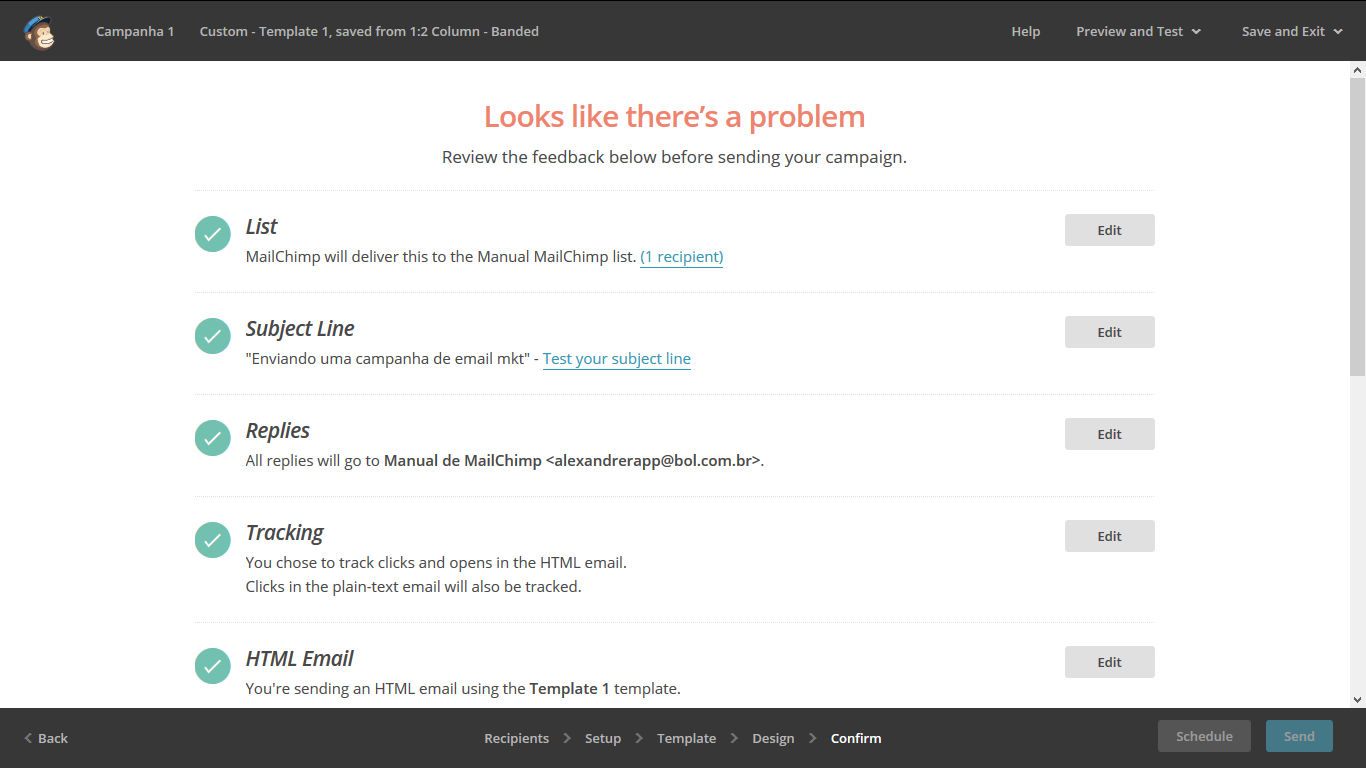 Campanha 1 Custom - Template 1, saved from 1:2 Column - Banded Help Preview and Test Save and Exit
Looks like there’s a problem
Review the feedback below before sending your campaign.
List
Edit
MailChimp will deliver this to the Manual MailChimp list. (1 recipient)
Subject Line
Edit
"Enviando uma campanha de email mkt" - Test your subject line
Replies
Edit
All replies will go to Manual de MailChimp <alexandrerapp@bol.com.br>.
Tracking
Edit
You chose to track clicks and opens in the HTML email.
Clicks in the plain-text email will also be tracked.
HTML Email
Edit
You're sending an HTML email using the Template 1 template.
Back Recipients Setup Template Design Confirm Schedule Send